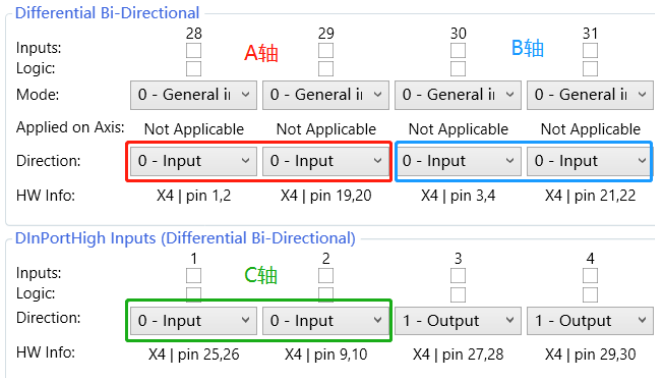 Differential Bi-Directional
28 29 30 31
Inputs: A轴 B轴
Logic:
Mode: 0 - General iı 0 - General iı 0 - General iı 0 - General iı
Applied on Axis: Not Applicable Not Applicable Not Applicable Not Applicable
Direction: 0 - Input 0 - Input 0 - Input 0 - Input
HW Info: X4 | pin 1,2 X4 | pin 19,20 X4 | pin 3,4 X4 | pin 21,22
DInPortHigh Inputs (Differential Bi-Directional)
1 2 3 4
Inputs: C轴
Logic:
Direction: 0 - Input 0 - Input 1 - Output 1 - Output
HW Info: X4 | pin 25,26 X4 | pin 9,10 X4 | pin 27,28 X4 | pin 29,30